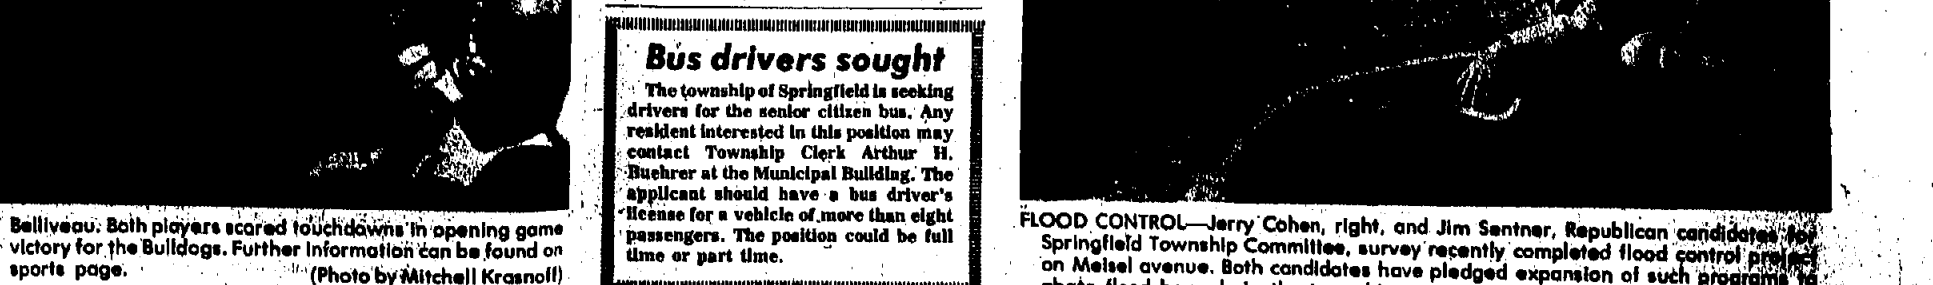 Belliveau. Both players scored touchdowns in opening game
victory for the Bulldogs. Further information can be found on
sports page.
(Photo by Mitchell Krasnoff)
Bus drivers sought
The township of Springfield is seeking
drivers for the senior citizen bus. Any
resident interested in this position may
contact Township Clerk Arthur H.
Buehrer at the Municipal Building. The
applicant should have a bus driver's
license for a vehicle of more than eight
passengers. The position could be full
time or part time.
FLOOD CONTROL—Jerry Cohen, right, and Jim Sentner, Republican candidates for
Springfield Township Committee, survey recently completed flood control project
on Meisel avenue. Both candidates have pledged expansion of such programs to